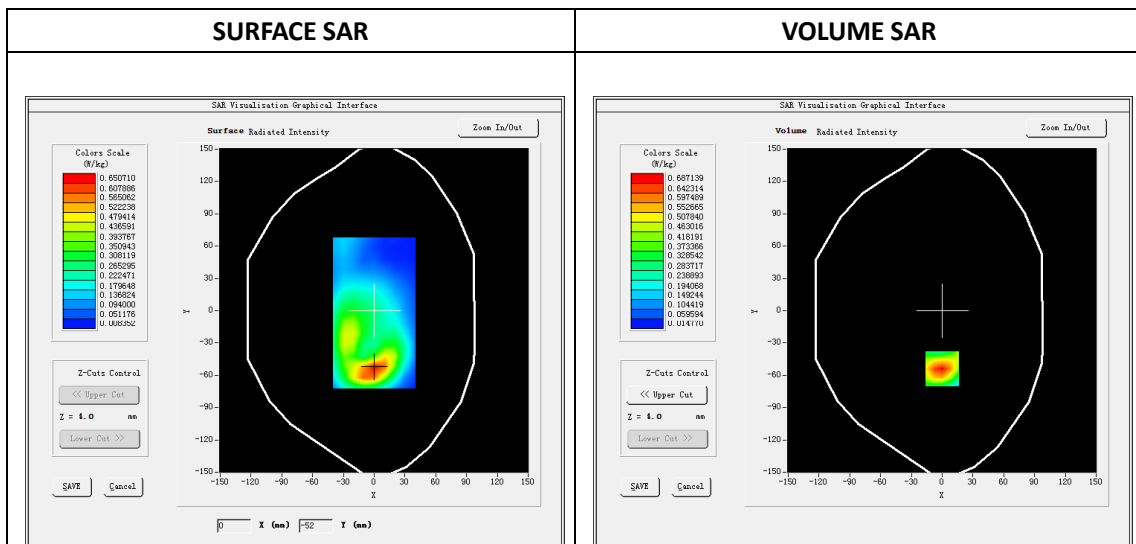 SURFACE SAR
VOLUME SAR
SAR Visualisation Graphical Interface
Surface Radiated Intensity
Zoom In/Out
Colors Scale
(W/kg)
0.650710
0.607886
0.565062
0.522238
0.479414
0.436591
0.393767
0.350943
0.308119
0.265295
0.222471
0.179648
0.136824
0.094000
0.051176
0.008352
150
120
90
60
30
0
-30
-60
-90
-120
-150
Y
-150 -120 -90 -60 -30 0 30 60 90 120 150
X
Z-Cuts Control
<< Upper Cut
Z = 4.0 mm
Lower Cut >>
SAVE Cancel
0 X (mm) -52 Y (mm)
SAR Visualisation Graphical Interface
Volume Radiated Intensity
Zoom In/Out
Colors Scale
(W/kg)
0.687139
0.642314
0.597489
0.552665
0.507840
0.463016
0.418191
0.373366
0.328542
0.283717
0.238893
0.194068
0.149244
0.104419
0.059594
0.014770
150
120
90
60
30
0
-30
-60
-90
-120
-150
Y
-150 -120 -90 -60 -30 0 30 60 90 120 150
X
Z-Cuts Control
<< Upper Cut
Z = 4.0 mm
Lower Cut >>
SAVE Cancel